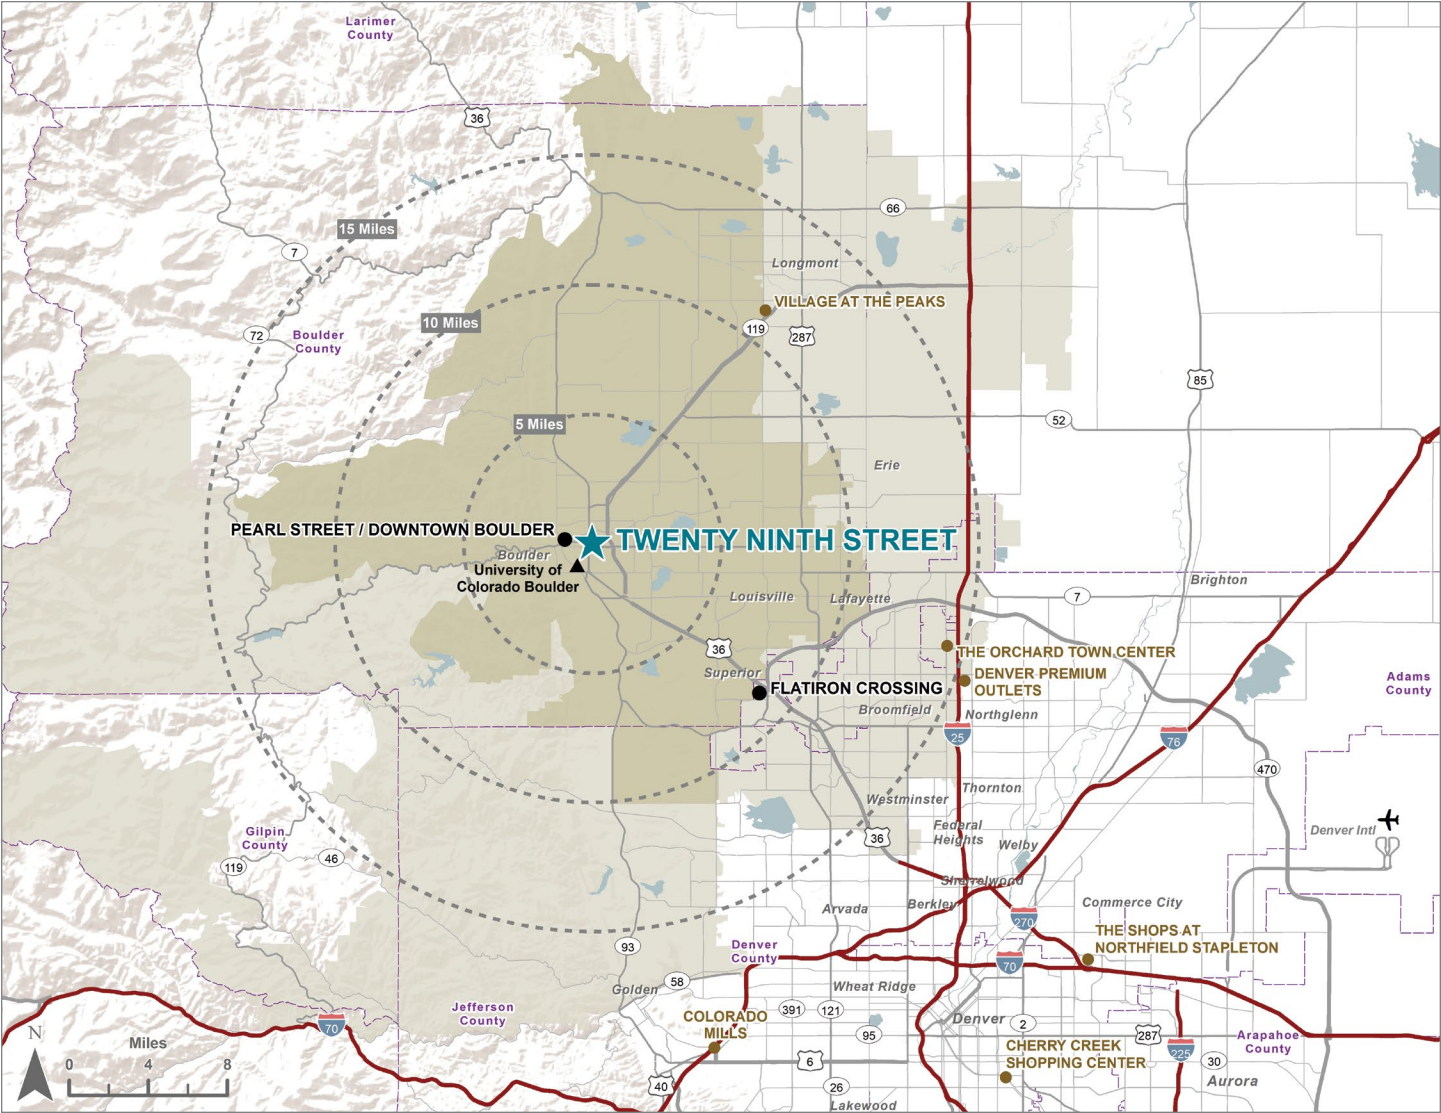 Larimer
County
36
15 Miles
66
7
Longmont
VILLAGE AT THE PEAKS
10 Miles
119
287
72
Boulder
County
85
5 Miles
52
Erie
PEARL STREET / DOWNTOWN BOULDER
TWENTY NINTH STREET
Boulder
University of
Colorado Boulder
Brighton
Louisville
Lafayette
7
36
THE ORCHARD TOWN CENTER
Superior
DENVER PREMIUM
OUTLETS
FLATIRON CROSSING
Adams
County
Broomfield
Northglenn
25
76
470
Thornton
Westminster
Federal
Heights
Denver Intl
Gilpin
County
36
Welby
46
119
Sherrelwood
Berkley
Commerce City
Arvada
270
THE SHOPS AT
NORTHFIELD STAPLETON
93
Denver
County
70
58
Wheat Ridge
Golden
Jefferson
County
391
121
COLORADO
MILLS
Denver
2
70
95
287
Arapahoe
County
N
Miles
CHERRY CREEK
SHOPPING CENTER
225
30
0
4
8
6
Aurora
40
26
Lakewood